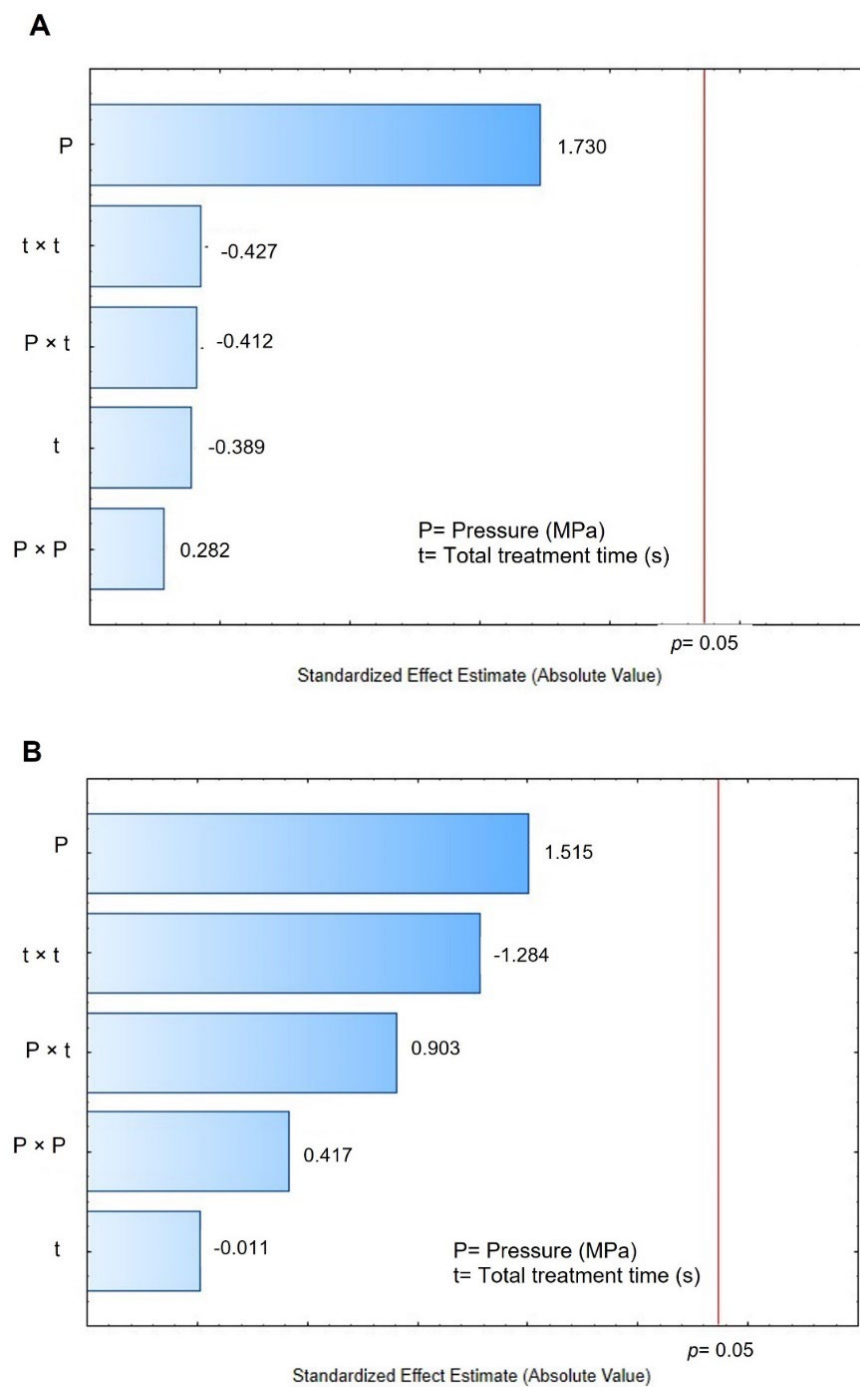 A
P
1.730
t × t
-0.427
P × t
-0.412
t
-0.389
P × P
0.282
P= Pressure (MPa)
t= Total treatment time (s)
p= 0.05
Standardized Effect Estimate (Absolute Value)
B
P
1.515
t × t
-1.284
P × t
0.903
P × P
0.417
t
-0.011
P= Pressure (MPa)
t= Total treatment time (s)
p= 0.05
Standardized Effect Estimate (Absolute Value)